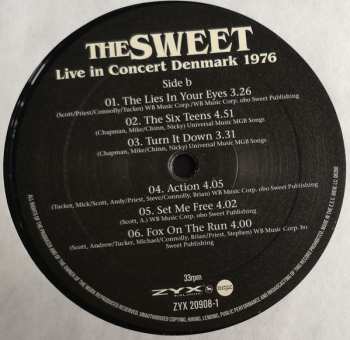 THE SWEET
Live in Concert Denmark 1976
Side b
01. The Lies In Your Eyes 3.26
(Scott/Priest/Connolly/Tucker) WB Music Corp./WB Music Corp. obo Sweet Publishing
02. The Six Teens 4.51
(Chapman, Mike/Chinn, Nicky) Universal Music MGB Songs
03. Turn It Down 3.31
(Chapman, Mike/Chinn, Nicky) Universal Music MGB Songs
04. Action 4.05
(Tucker, Mick/Scott, Andy/Priest, Steve/Connolly, Brian) WB Music Corp. obo Sweet Publishing
05. Set Me Free 4.02
(Scott, A.) WB Music Corp. obo Sweet Publishing
06. Fox On The Run 4.00
(Scott, Andrew/Tucker, Michael/Connolly, Brian/Priest, Stephen) WB Music Corp. bo
Sweet Publishing
33rpm
ZYX
ZYX 20908-1